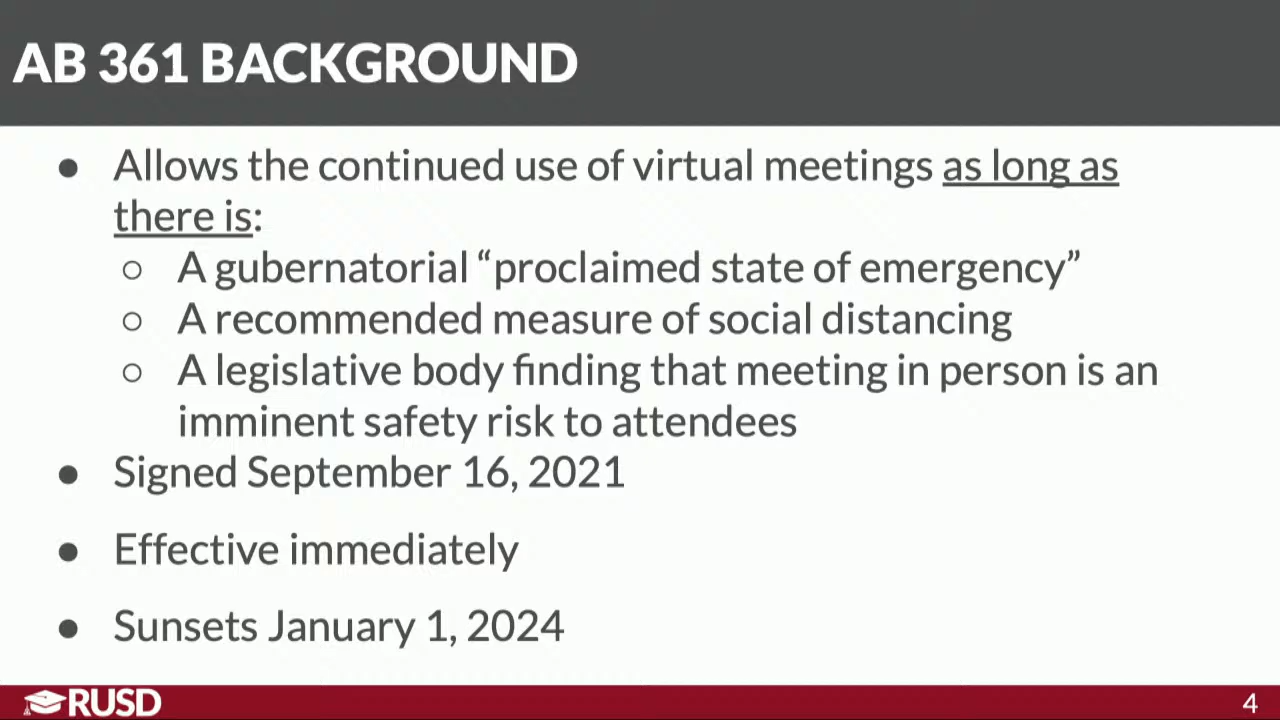 AB 361 BACKGROUND
● Allows the continued use of virtual meetings as long as
there is:
○ A gubernatorial “proclaimed state of emergency”
○ A recommended measure of social distancing
○ A legislative body finding that meeting in person is an
imminent safety risk to attendees
● Signed September 16, 2021
● Effective immediately
● Sunsets January 1, 2024
RUSD
4